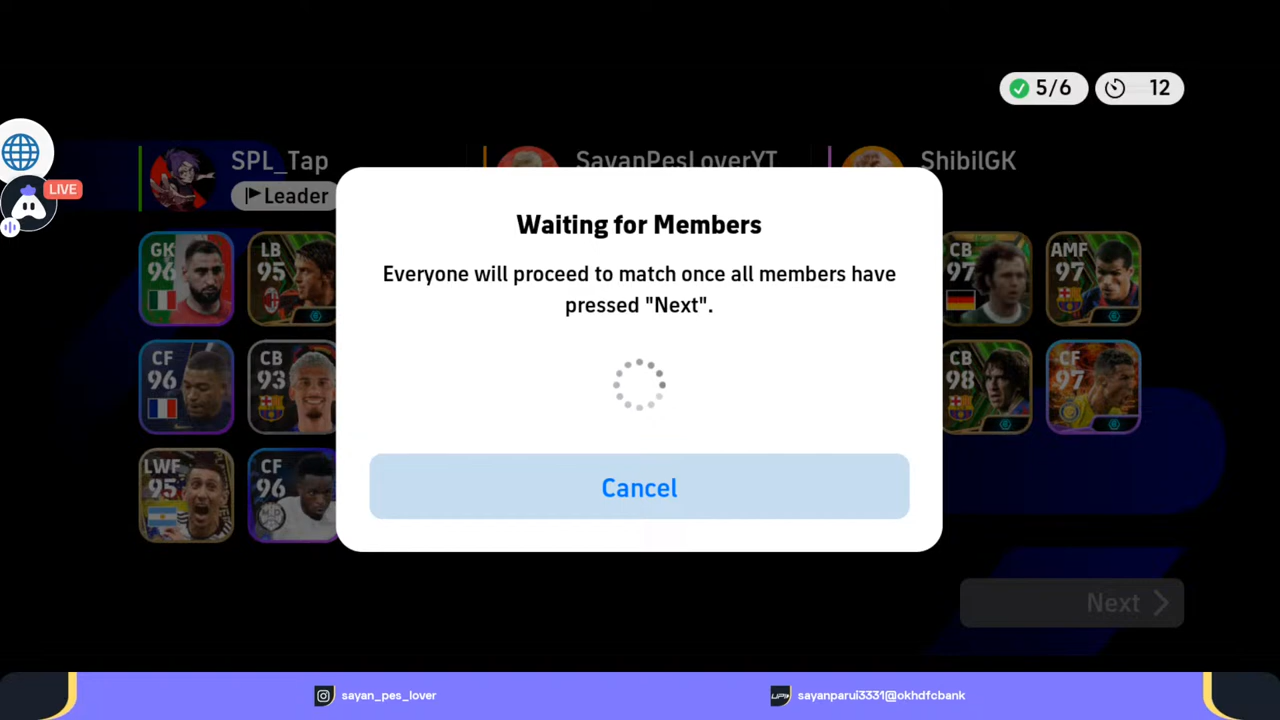 5/6
12
LIVE
SPL_Tap
Leader
SayanPesLoverYT
ShibilGK
Waiting for Members
Everyone will proceed to match once all members have
pressed "Next".
GK
96
LB
95
CB
97
AMF
97
CF
96
CB
93
CB
98
CF
97
LWF
95
CF
96
Cancel
Next
sayan_pes_lover
UPI
sayanparui3331@okhdfcbank